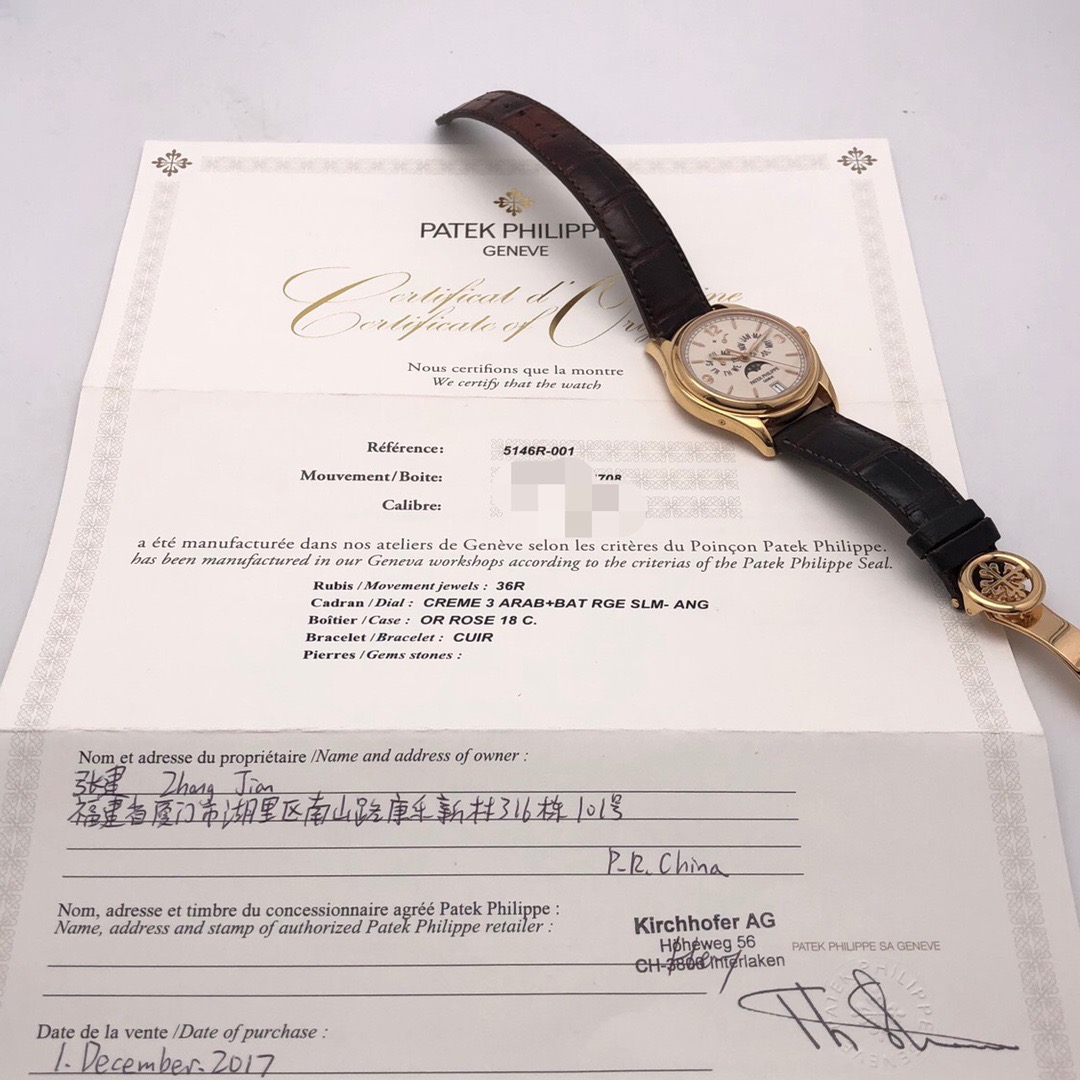 PATEK PHILIPP
GENEVE
Certificat d'O ine
Certificate of Orig
Nous certifions que la montre
We certify that the watch
Référence: 5146R-001
Mouvement/Boite: 708
Calibre:
a été manufacturée dans nos ateliers de Genève selon les critères du Poinçon Patek Philippe.
has been manufactured in our Geneva workshops according to the criterias of the Patek Philippe Seal.
Rubis / Movement jewels : 36R
Cadran / Dial : CREME 3 ARAB+BAT RGE SLM- ANG
Boîtier / Case : OR ROSE 18 C.
Bracelet / Bracelet : CUIR
Pierres / Gems stones :
Nom et adresse du propriétaire /Name and address of owner :
张建 Zhang Jian
福建省厦门市湖里区南山路康乐新村316栋101号
P.R. China
Nom, adresse et timbre du concessionnaire agréé Patek Philippe :
Name, address and stamp of authorized Patek Philippe retailer :
Kirchhofer AG
Höheweg 56
CH-3800 Interlaken
PATEK PHILIPPE SA GENEVE
Date de la vente /Date of purchase :
1. December. 2017